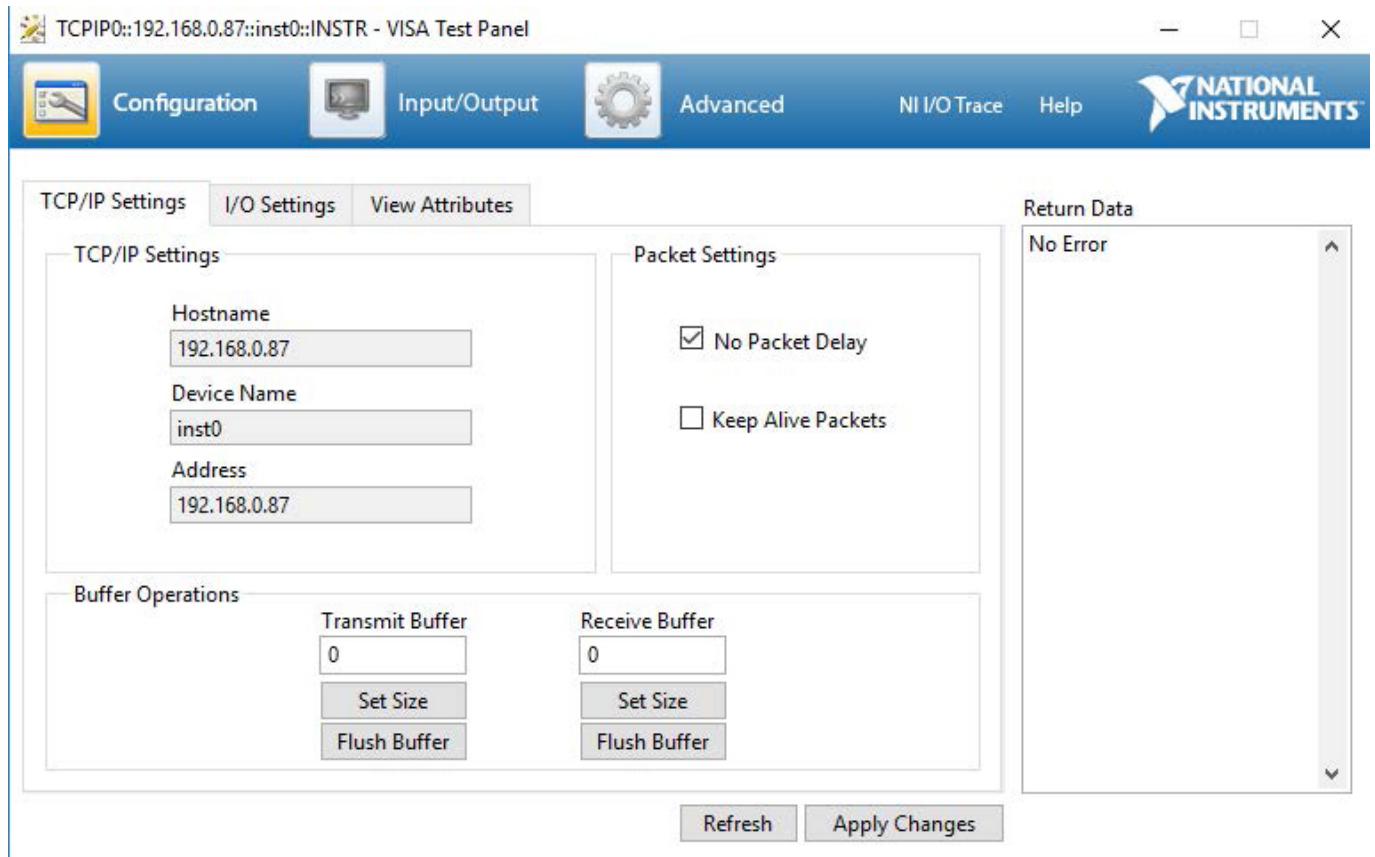 TCPIP0::192.168.0.87::inst0::INSTR - VISA Test Panel
Configuration
Input/Output
Advanced
NI I/O Trace
Help
NATIONAL
INSTRUMENTS
TCP/IP Settings
I/O Settings
View Attributes
Return Data
TCP/IP Settings
Packet Settings
No Error
Hostname
192.168.0.87
No Packet Delay
Device Name
inst0
Keep Alive Packets
Address
192.168.0.87
Buffer Operations
Transmit Buffer
Receive Buffer
0
0
Set Size
Set Size
Flush Buffer
Flush Buffer
Refresh
Apply Changes